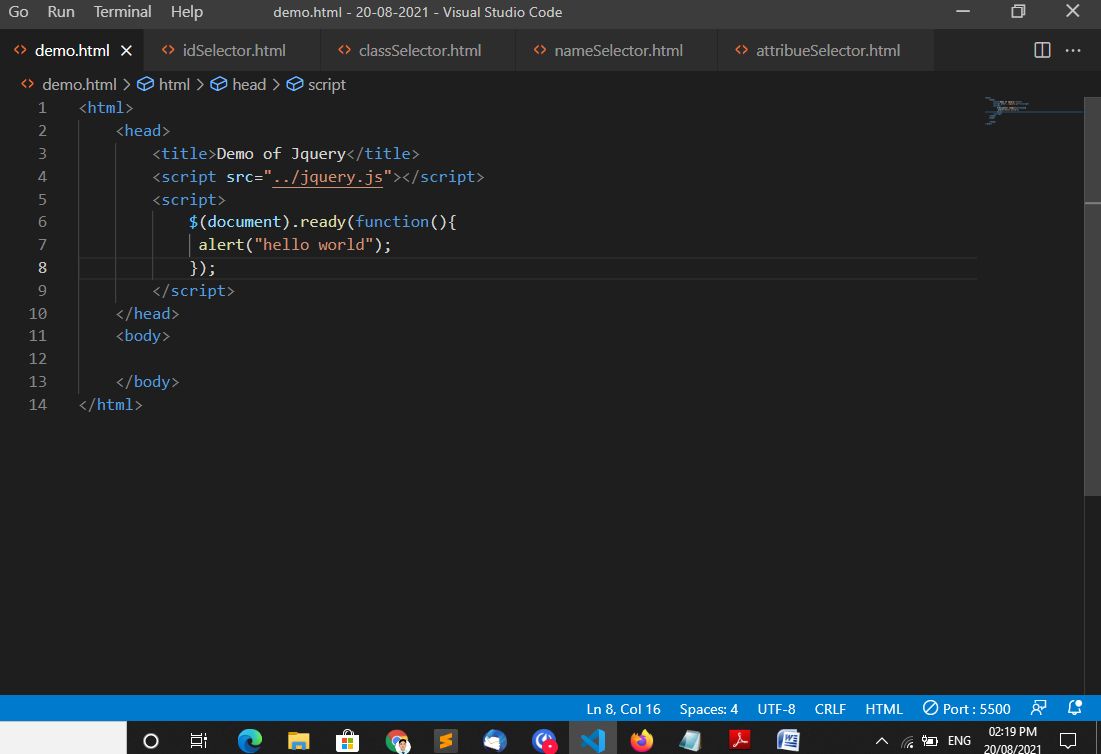 Go Run Terminal Help demo.html - 20-08-2021 - Visual Studio Code
demo.html idSelector.html classSelector.html nameSelector.html attribueSelector.html
demo.html > html > head > script
1 <html>
2 <head>
3 <title>Demo of Jquery</title>
4 <script src="../jquery.js"></script>
5 <script>
6 $(document).ready(function(){
7 alert("hello world");
8 });
9 </script>
10 </head>
11 <body>
12
13 </body>
14 </html>
Ln 8, Col 16 Spaces: 4 UTF-8 CRLF HTML Port : 5500
ENG 02:19 PM
20/08/2021